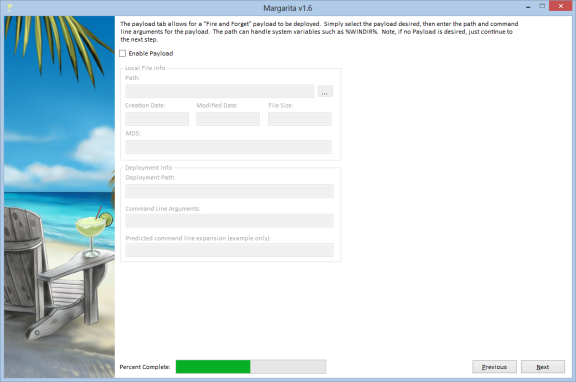 Margarita v1.6
The payload tab allows for a "Fire and Forget" payload to be deployed. Simply select the payload desired, then enter the path and command
line arguments for the payload. The path can handle system variables such as %WINDIR%. Note, if no Payload is desired, just continue to
the next step.
Enable Payload
Local File Info
Path:
...
Creation Date: Modified Date: File Size:
MD5:
Deployment Info
Deployment Path:
Command Line Arguments:
Predicted command line expansion (example only):
Percent Complete: Previous Next